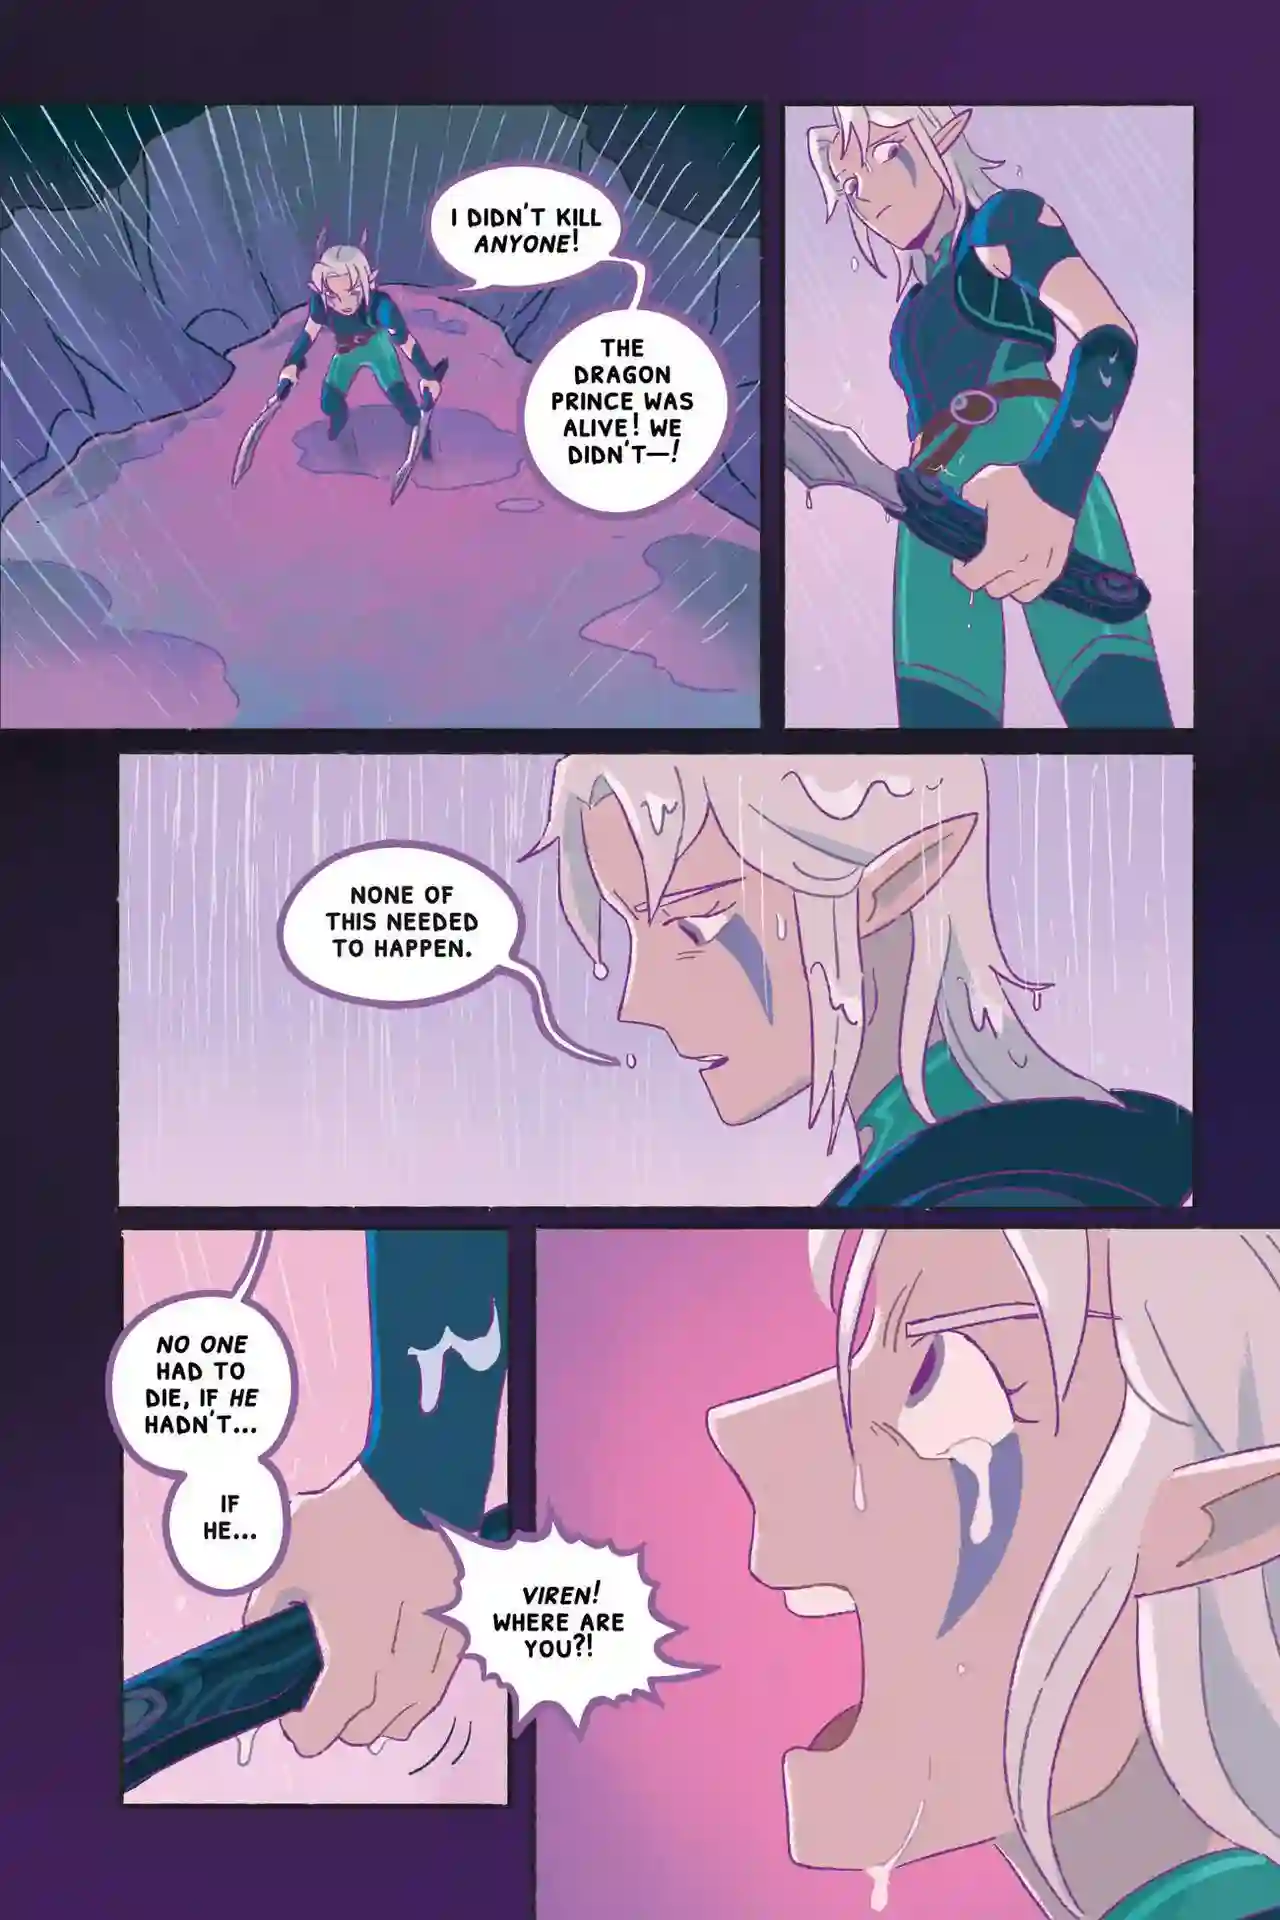 I DIDN'T KILL
ANYONE!
THE
DRAGON
PRINCE WAS
ALIVE! WE
DIDN'T—!
NONE OF
THIS NEEDED
TO HAPPEN.
NO ONE
HAD TO
DIE, IF HE
HADN'T...
IF
HE...
VIREN!
WHERE ARE
YOU?!